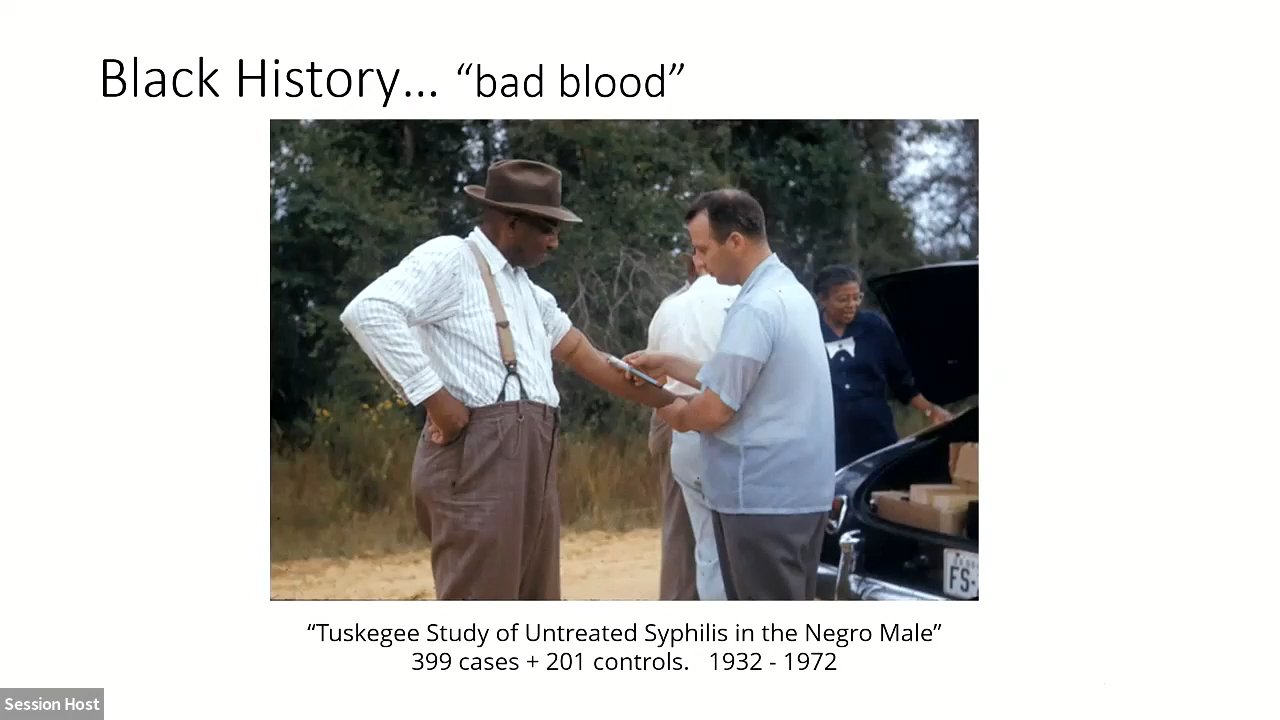 Black History… “bad blood”
FS-
“Tuskegee Study of Untreated Syphilis in the Negro Male”
399 cases + 201 controls.   1932 - 1972
Session Host